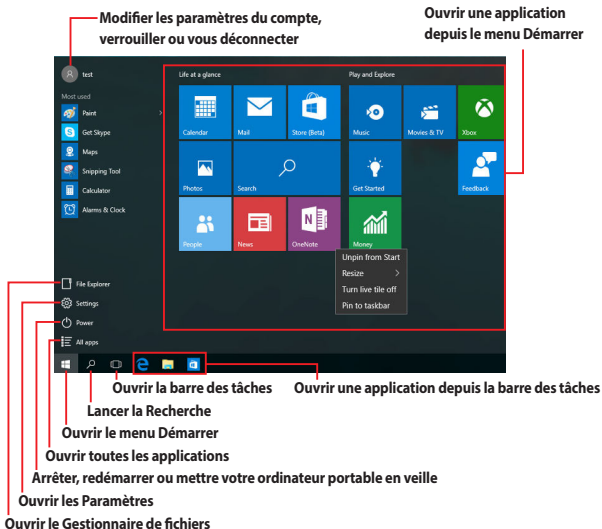 Modifier les paramètres du compte,
verrouiller ou vous déconnecter
Ouvrir une application
depuis le menu Démarrer
test
Most used
Paint
Get Skype
Maps
Snipping Tool
Calculator
Alarms & Clock
File Explorer
Settings
Power
All apps
Life at a glance
Calendar
Mail
Store (Beta)
Photos
Search
People
News
OneNote
Play and Explore
Music
Movies & TV
Xbox
Get Started
Feedback
Money
Unpin from Start
Resize
Turn live tile off
Pin to taskbar
Ouvrir la barre des tâches
Ouvrir une application depuis la barre des tâches
Lancer la Recherche
Ouvrir le menu Démarrer
Ouvrir toutes les applications
Arrêter, redémarrer ou mettre votre ordinateur portable en veille
Ouvrir les Paramètres
Ouvrir le Gestionnaire de fichiers